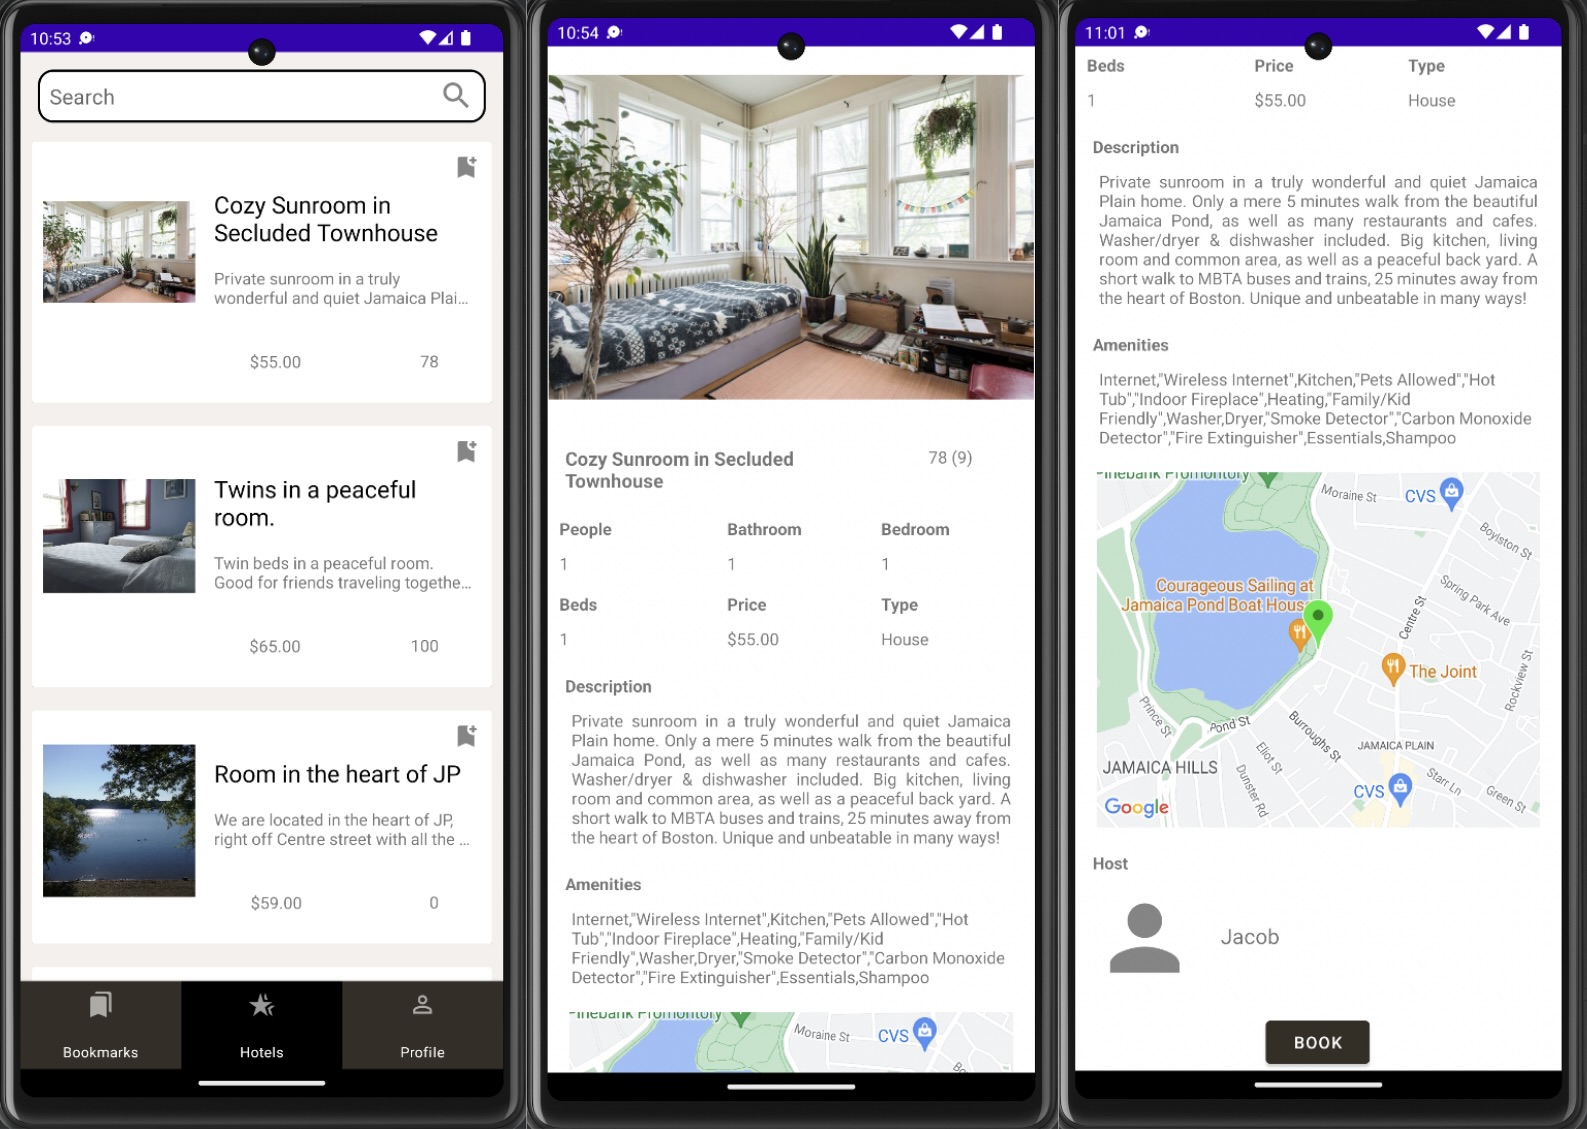 10:53
Search
Cozy Sunroom in
Secluded Townhouse
Private sunroom in a truly
wonderful and quiet Jamaica Plai...
$55.00 78
Twins in a peaceful
room.
Twin beds in a peaceful room.
Good for friends traveling togethe...
$65.00 100
Room in the heart of JP
We are located in the heart of JP,
right off Centre street with all the ...
$59.00 0
Bookmarks Hotels Profile
10:54
Cozy Sunroom in Secluded 78 (9)
Townhouse
People Bathroom Bedroom
1 1 1
Beds Price Type
1 $55.00 House
Description
Private sunroom in a truly wonderful and quiet Jamaica
Plain home. Only a mere 5 minutes walk from the beautiful
Jamaica Pond, as well as many restaurants and cafes.
Washer/dryer & dishwasher included. Big kitchen, living
room and common area, as well as a peaceful back yard. A
short walk to MBTA buses and trains, 25 minutes away from
the heart of Boston. Unique and unbeatable in many ways!
Amenities
Internet,"Wireless Internet",Kitchen,"Pets Allowed","Hot
Tub","Indoor Fireplace",Heating,"Family/Kid
Friendly",Washer,Dryer,"Smoke Detector","Carbon Monoxide
Detector","Fire Extinguisher",Essentials,Shampoo
Moraine St
CVS
11:01
Beds Price Type
1 $55.00 House
Description
Private sunroom in a truly wonderful and quiet Jamaica
Plain home. Only a mere 5 minutes walk from the beautiful
Jamaica Pond, as well as many restaurants and cafes.
Washer/dryer & dishwasher included. Big kitchen, living
room and common area, as well as a peaceful back yard. A
short walk to MBTA buses and trains, 25 minutes away from
the heart of Boston. Unique and unbeatable in many ways!
Amenities
Internet,"Wireless Internet",Kitchen,"Pets Allowed","Hot
Tub","Indoor Fireplace",Heating,"Family/Kid
Friendly",Washer,Dryer,"Smoke Detector","Carbon Monoxide
Detector","Fire Extinguisher",Essentials,Shampoo
Moraine St
CVS
Boylston St
Spring Park Ave
Courageous Sailing at
Jamaica Pond Boat Hous
Centre St
The Joint
Rockview St
Prince St
Pond St
Burroughs St
Eliot St
JAMAICA PLAIN
JAMAICA HILLS
Dunster Rd
Starr Ln
Green St
CVS
Google
Host
Jacob
BOOK